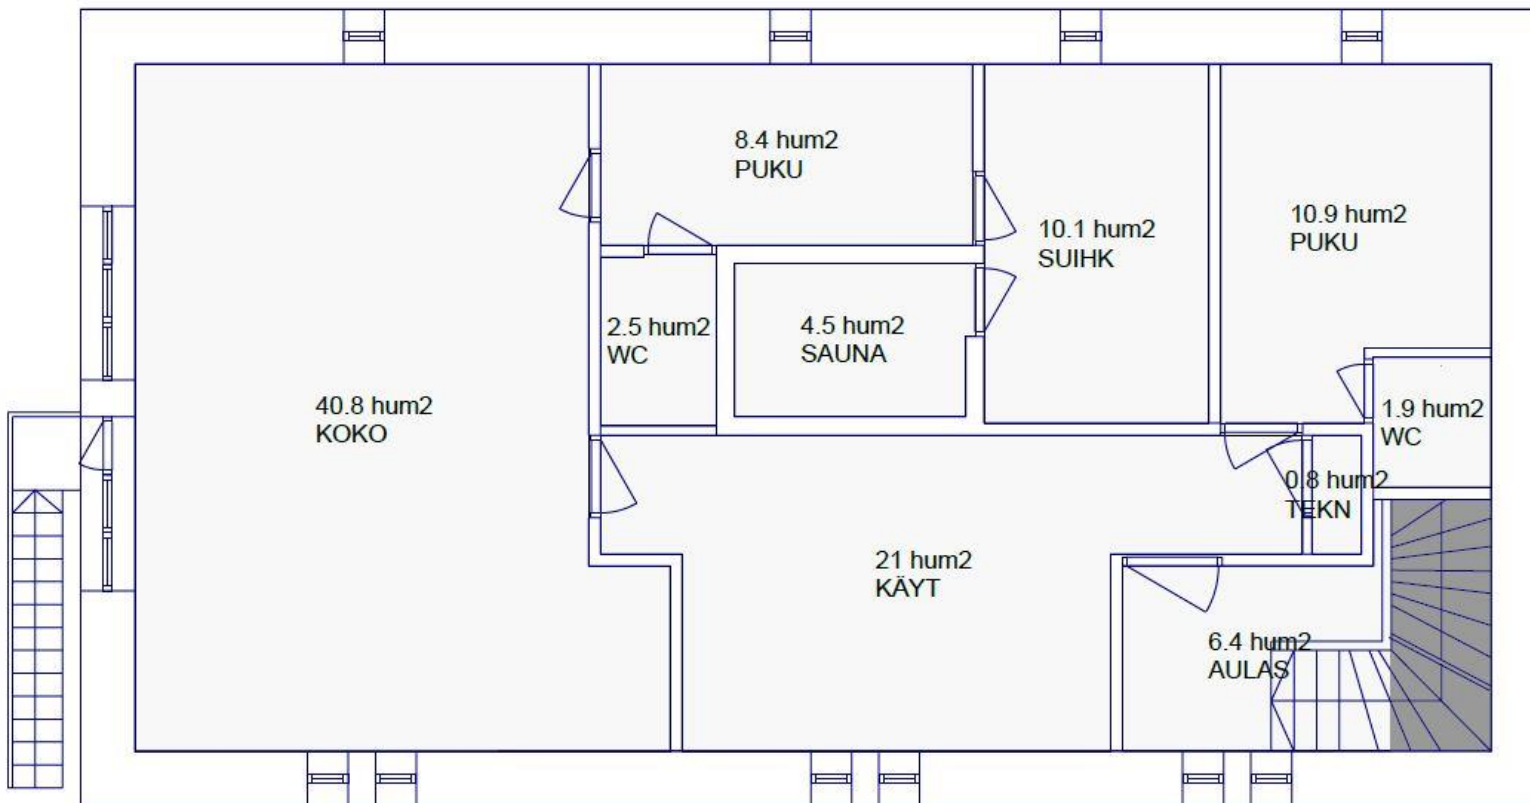 8.4 hum2
PUKU
10.1 hum2
SUIHK
10.9 hum2
PUKU
2.5 hum2
WC
4.5 hum2
SAUNA
40.8 hum2
KOKO
1.9 hum2
WC
0.8 hum2
TEKN
21 hum2
KÄYT
6.4 hum2
AULAS